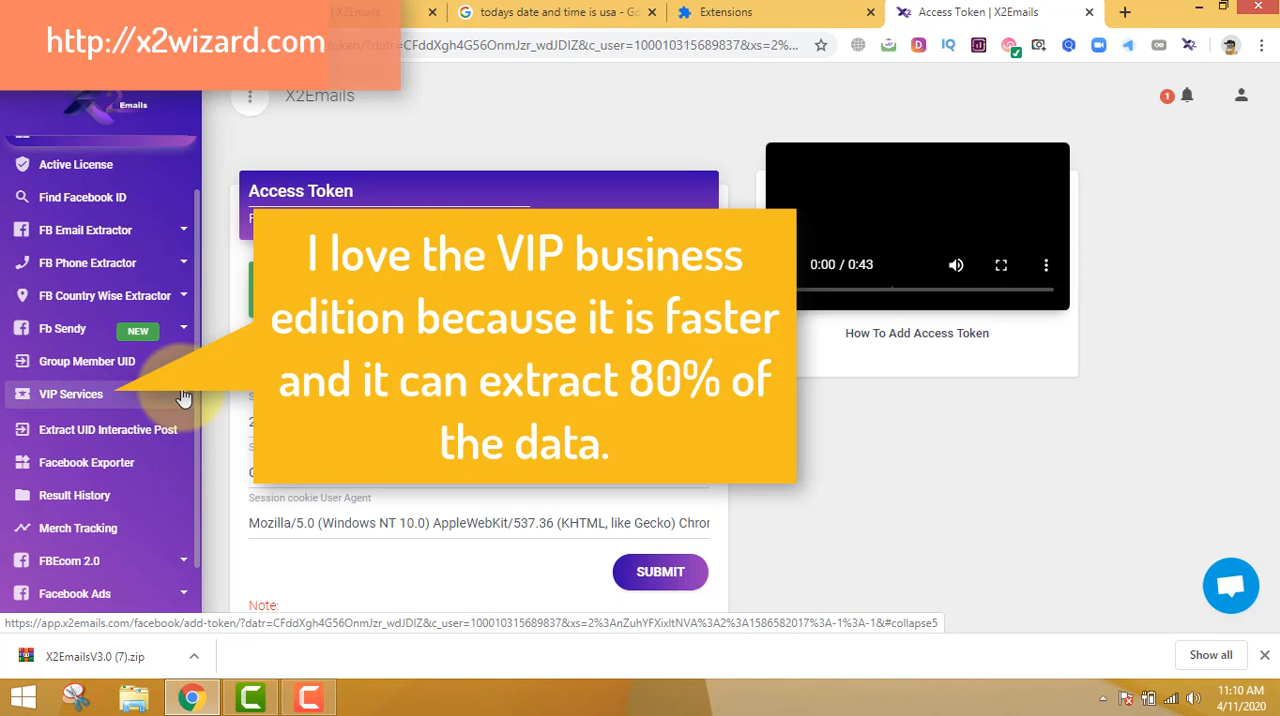 http://x2wizard.com
X2Emails
todays date and time is usa - Go
Extensions
Access Token | X2Emails
token/?datr=CFddXgh4G56OnmJzr_wdJDIZ&c_user=100010315689837&xs=2%...
Emails
X2Emails
1
Active License
Find Facebook ID
FB Email Extractor
FB Phone Extractor
FB Country Wise Extractor
Fb Sendy
NEW
Group Member UID
VIP Services
Extract UID Interactive Post
Facebook Exporter
Result History
Merch Tracking
FBEcom 2.0
Facebook Ads
Access Token
I love the VIP business
edition because it is faster
and it can extract 80% of
the data.
0:00 / 0:43
How To Add Access Token
Session cookie User Agent
Mozilla/5.0 (Windows NT 10.0) AppleWebKit/537.36 (KHTML, like Gecko) Chror
SUBMIT
Note:
https://app.x2emails.com/facebook/add-token/?datr=CFddXgh4G56OnmJzr_wdJDIZ&c_user=100010315689837&xs=2%3AnZuhYFXixltNVA%3A2%3A1586582017%3A-1%3A-1&#collapse5
X2EmailsV3.0 (7).zip
Show all
11:10 AM
4/11/2020